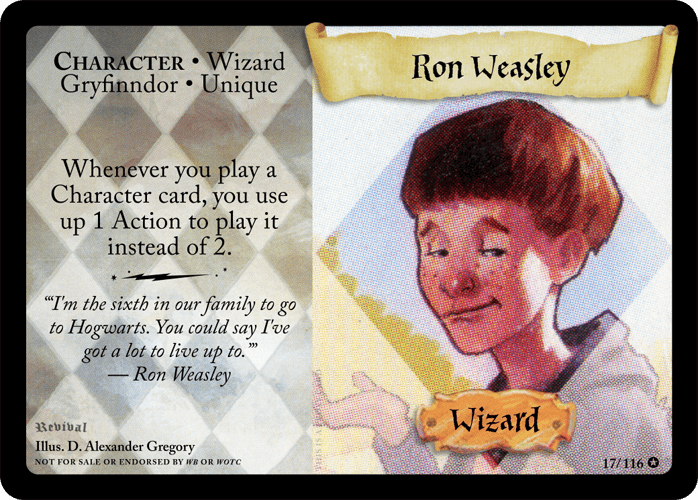 CHARACTER • Wizard
Gryfinndor • Unique
Whenever you play a
Character card, you use
up 1 Action to play it
instead of 2.
“‘I'm the sixth in our family to go
to Hogwarts. You could say I've
got a lot to live up to.’”
— Ron Weasley
Revival
Illus. D. Alexander Gregory
NOT FOR SALE OR ENDORSED BY WB OR WOTC
Ron Weasley
Wizard
17/116